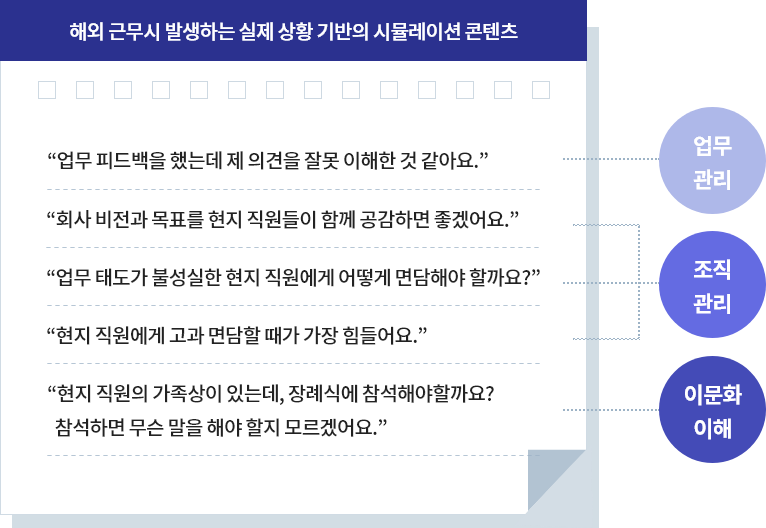 해외 근무시 발생하는 실제 상황 기반의 시뮬레이션 콘텐츠
“업무 피드백을 했는데 제 의견을 잘못 이해한 것 같아요.”
“회사 비전과 목표를 현지 직원들이 함께 공감하면 좋겠어요.”
“업무 태도가 불성실한 현지 직원에게 어떻게 면담해야 할까요?”
“현지 직원에게 고과 면담할 때가 가장 힘들어요.”
“현지 직원의 가족상이 있는데, 장례식에 참석해야할까요?
참석하면 무슨 말을 해야 할지 모르겠어요.”
업무
관리
조직
관리
이문화
이해